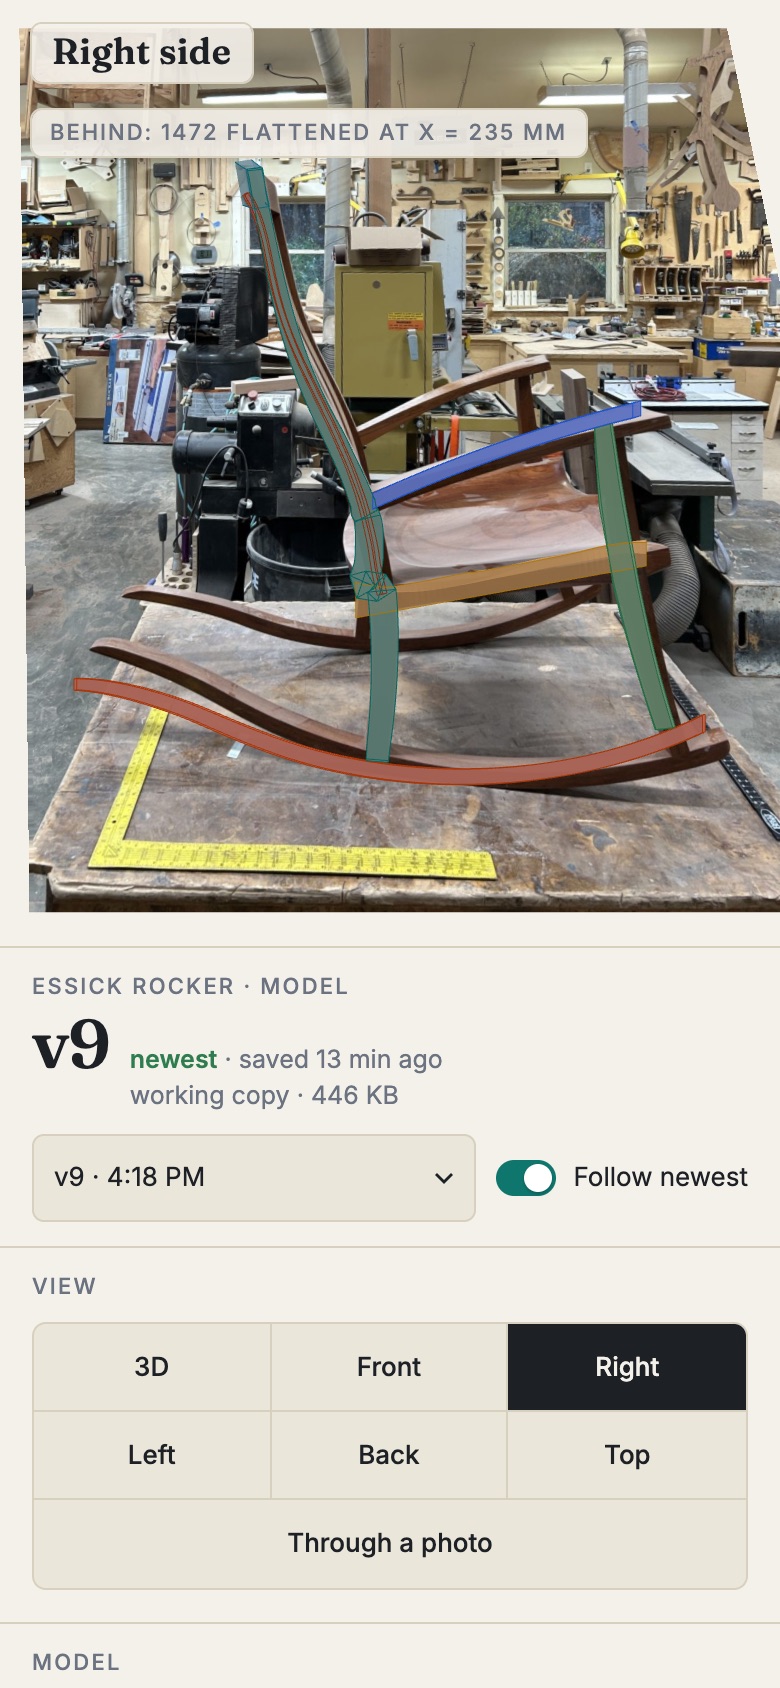 Right side
BEHIND: 1472 FLATTENED AT X = 235 MM
ESSICK ROCKER · MODEL
v9
newest · saved 13 min ago
working copy · 446 KB
v9 · 4:18 PM
Follow newest
VIEW
3D
Front
Right
Left
Back
Top
Through a photo
MODEL